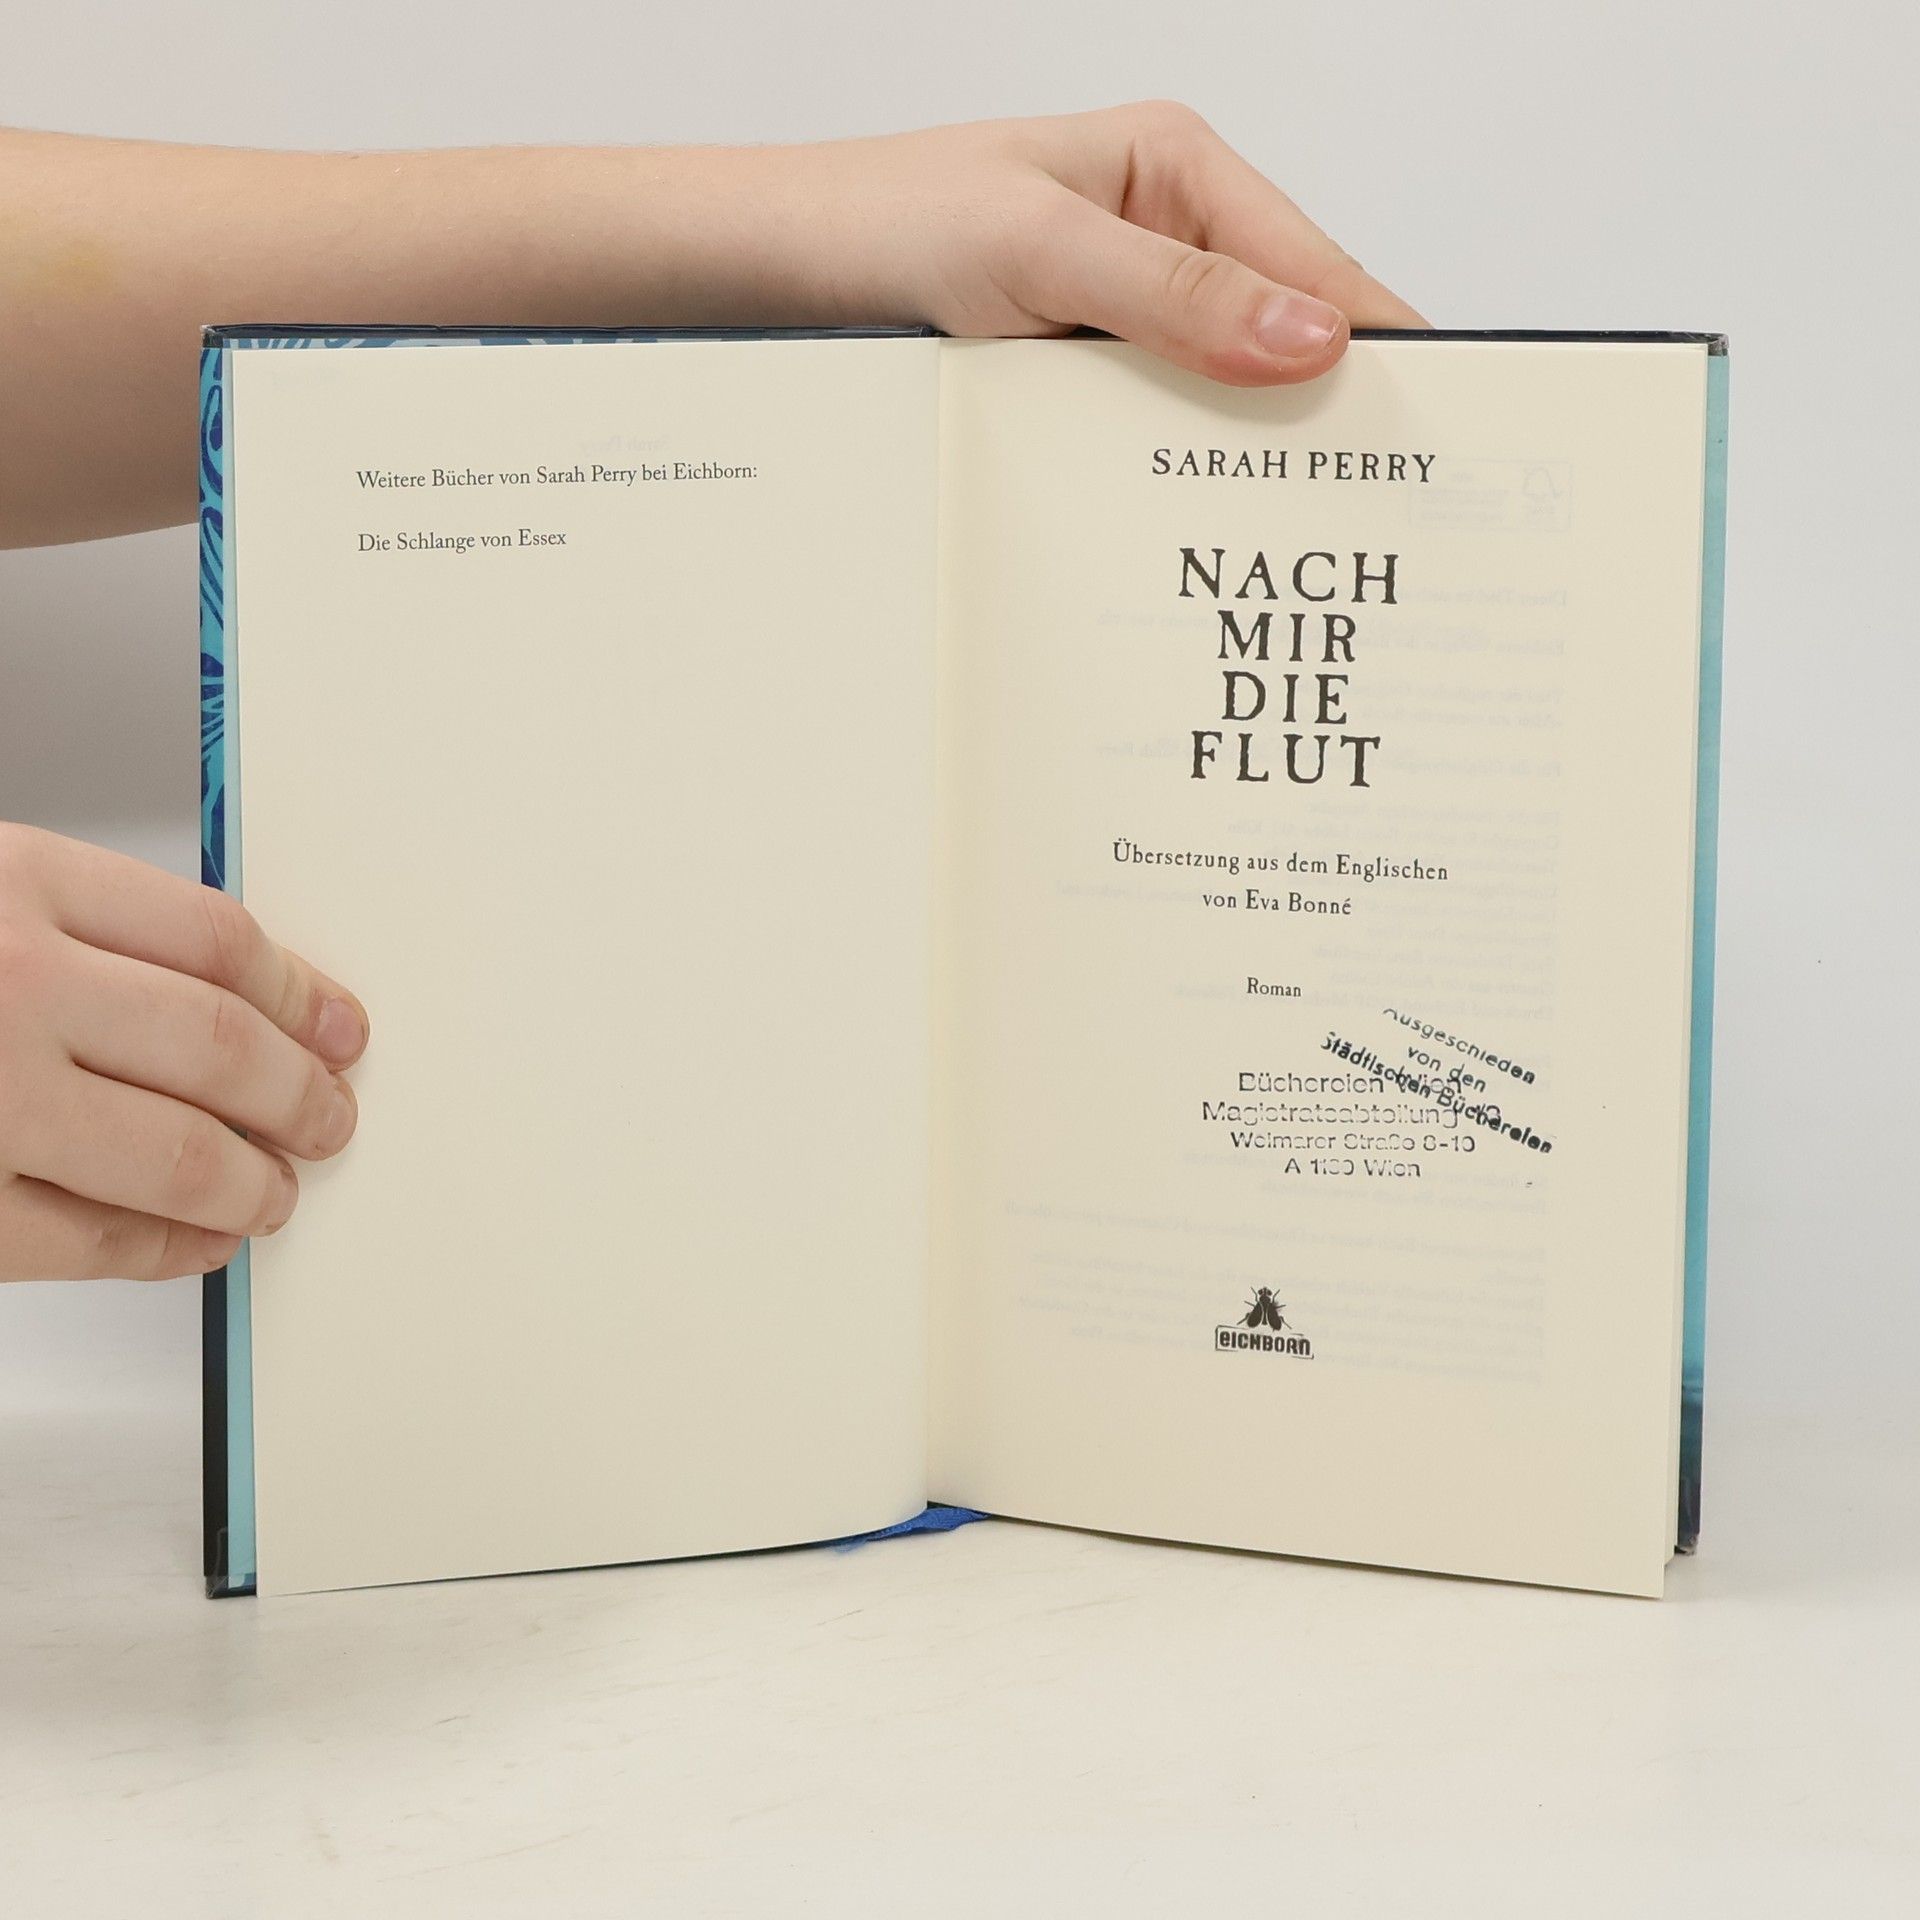 Weitere Bücher von Sarah Perry bei Eichborn:
Die Schlange von Essex
SARAH PERRY
NACH
MIR
DIE
FLUT
Übersetzung aus dem Englischen
von Eva Bonné
Roman
Ausgeschieden
von den
Städtischen Büchereien
Büchereien Wien
Magistratsabteilung 13
Weimarer Straße 8-10
A 1180 Wien
EICHBORN